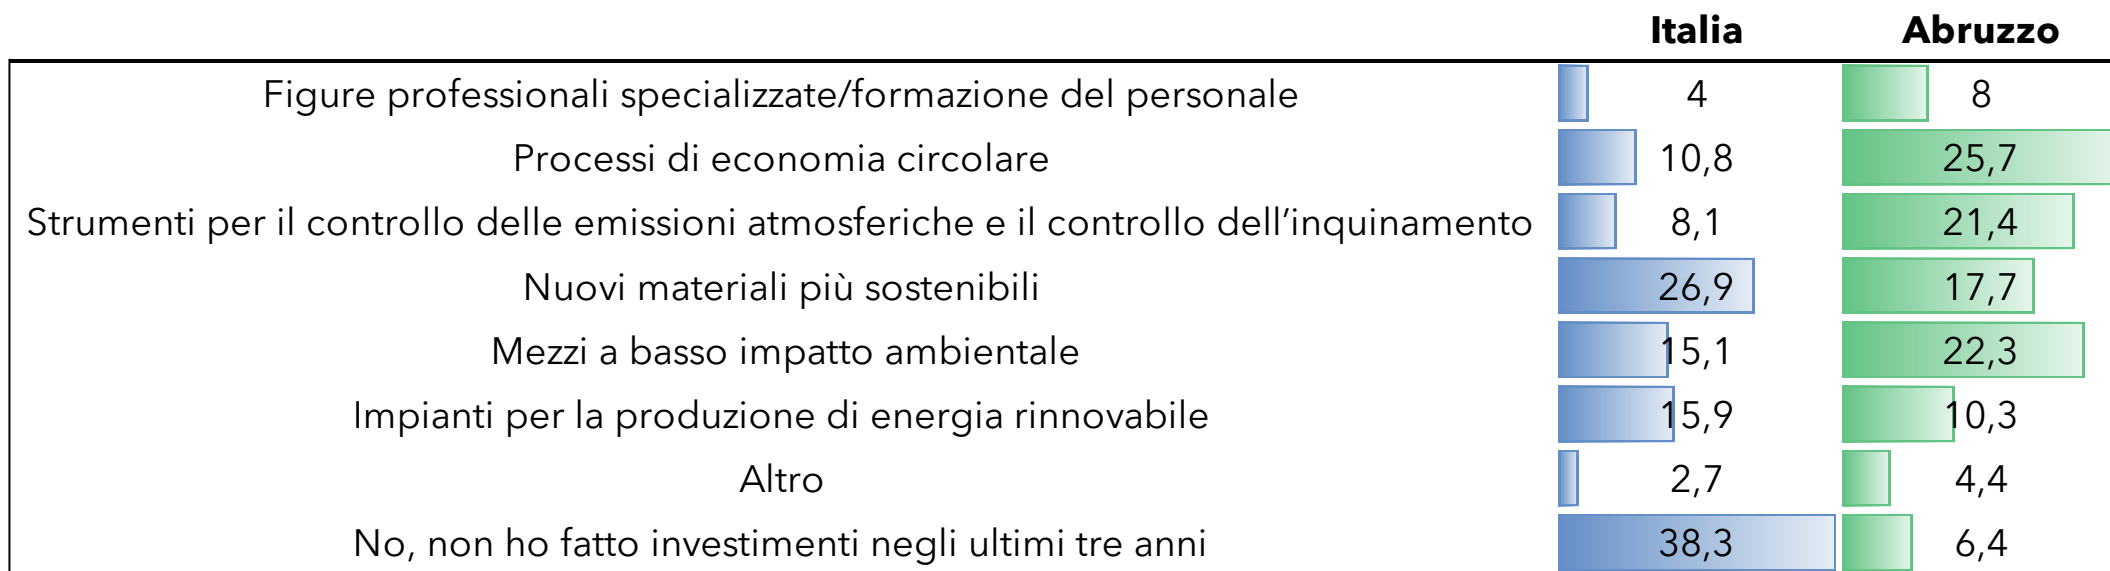 Italia Abruzzo
Figure professionali specializzate/formazione del personale 4 8
Processi di economia circolare 10,8 25,7
Strumenti per il controllo delle emissioni atmosferiche e il controllo dell’inquinamento 8,1 21,4
Nuovi materiali più sostenibili 26,9 17,7
Mezzi a basso impatto ambientale 15,1 22,3
Impianti per la produzione di energia rinnovabile 15,9 10,3
Altro 2,7 4,4
No, non ho fatto investimenti negli ultimi tre anni 38,3 6,4